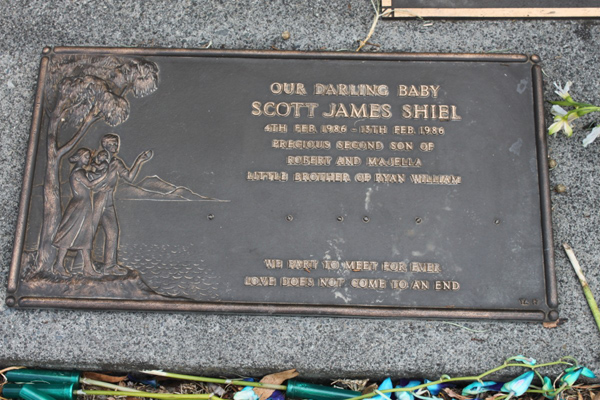 OUR DARLING BABY
SCOTT JAMES SHIEL
4TH FEB. 1986 - 15TH FEB. 1986
PRECIOUS SECOND SON OF
ROBERT AND MAJELLA
LITTLE BROTHER OF RYAN WILLIAM
WE PART TO MEET FOR EVER
LOVE DOES NOT COME TO AN END